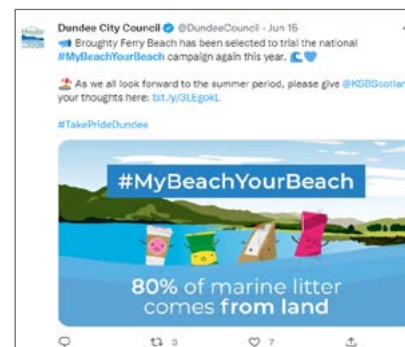 Dundee City Council @DundeeCouncil · Jun 15
Broughty Ferry Beach has been selected to trial the national
#MyBeachYourBeach campaign again this year.
As we all look forward to the summer period, please give @KSBScotlan
your thoughts here: bit.ly/3LEgokL
#TakePrideDundee
#MyBeachYourBeach
80% of marine litter
comes from land
3
7